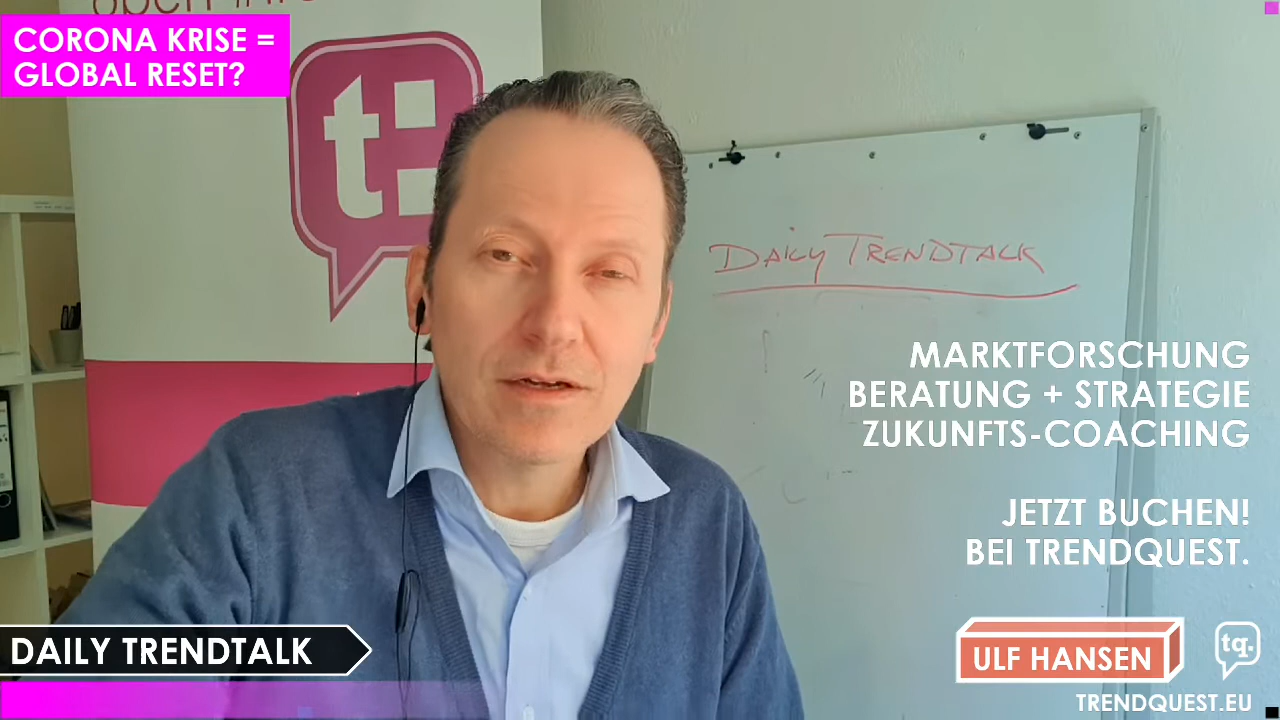 CORONA KRISE =
GLOBAL RESET?
t
DAILY TRENDTALK
MARKTFORSCHUNG
BERATUNG + STRATEGIE
ZUKUNFTS-COACHING
JETZT BUCHEN!
BEI TRENDQUEST.
DAILY TRENDTALK
ULF HANSEN
tq.
TRENDQUEST.EU